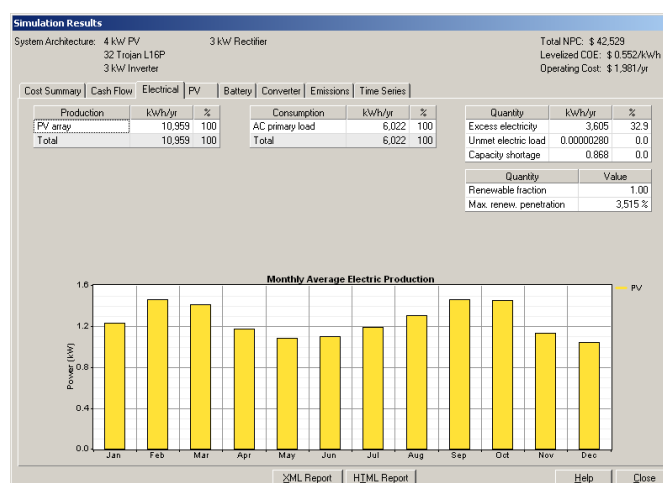 Simulation Results
System Architecture: 4 kW PV 3 kW Rectifier Total NPC: $ 42,529
32 Trojan L16P Levelized COE: $ 0.552/kWh
3 kW Inverter Operating Cost: $ 1,981/yr
Cost Summary Cash Flow Electrical PV Battery Converter Emissions Time Series
Production kWh/yr %
PV array 10,959 100
Total 10,959 100
Consumption kWh/yr %
AC primary load 6,022 100
Total 6,022 100
Quantity kWh/yr %
Excess electricity 3,605 32.9
Unmet electric load 0.00000280 0.0
Capacity shortage 0.868 0.0
Quantity Value
Renewable fraction 1.00
Max. renew. penetration 3,515 %
Monthly Average Electric Production
PV
Power (kW)
1.6
1.2
0.8
0.4
0.0
Jan Feb Mar Apr May Jun Jul Aug Sep Oct Nov Dec
XML Report HTML Report Help Close